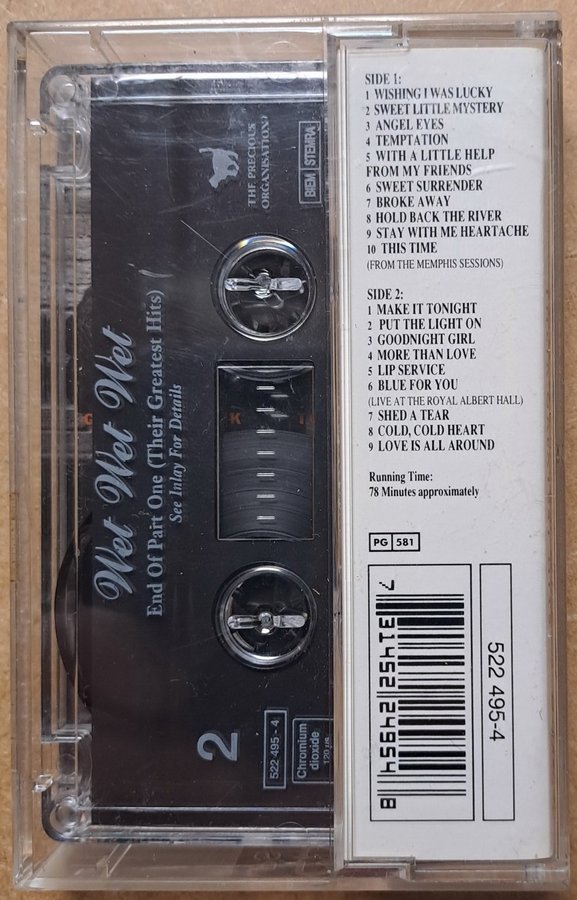 SIDE 1:
1 WISHING I WAS LUCKY
2 SWEET LITTLE MYSTERY
3 ANGEL EYES
4 TEMPTATION
5 WITH A LITTLE HELP
FROM MY FRIENDS
6 SWEET SURRENDER
7 BROKE AWAY
8 HOLD BACK THE RIVER
9 STAY WITH ME HEARTACHE
10 THIS TIME
(FROM THE MEMPHIS SESSIONS)
SIDE 2:
1 MAKE IT TONIGHT
2 PUT THE LIGHT ON
3 GOODNIGHT GIRL
4 MORE THAN LOVE
5 LIP SERVICE
6 BLUE FOR YOU
(LIVE AT THE ROYAL ALBERT HALL)
7 SHED A TEAR
8 COLD, COLD HEART
9 LOVE IS ALL AROUND
Running Time:
78 Minutes approximately
PG 581
7 31452 24954 8
522 495-4
Wet Wet Wet
End Of Part One (Their Greatest Hits)
See Inlay For Details
THE PRECIOUS
ORGANISATION
BIEM STEMRA
2
522 495 - 4
Chromium
dioxide
120 µs